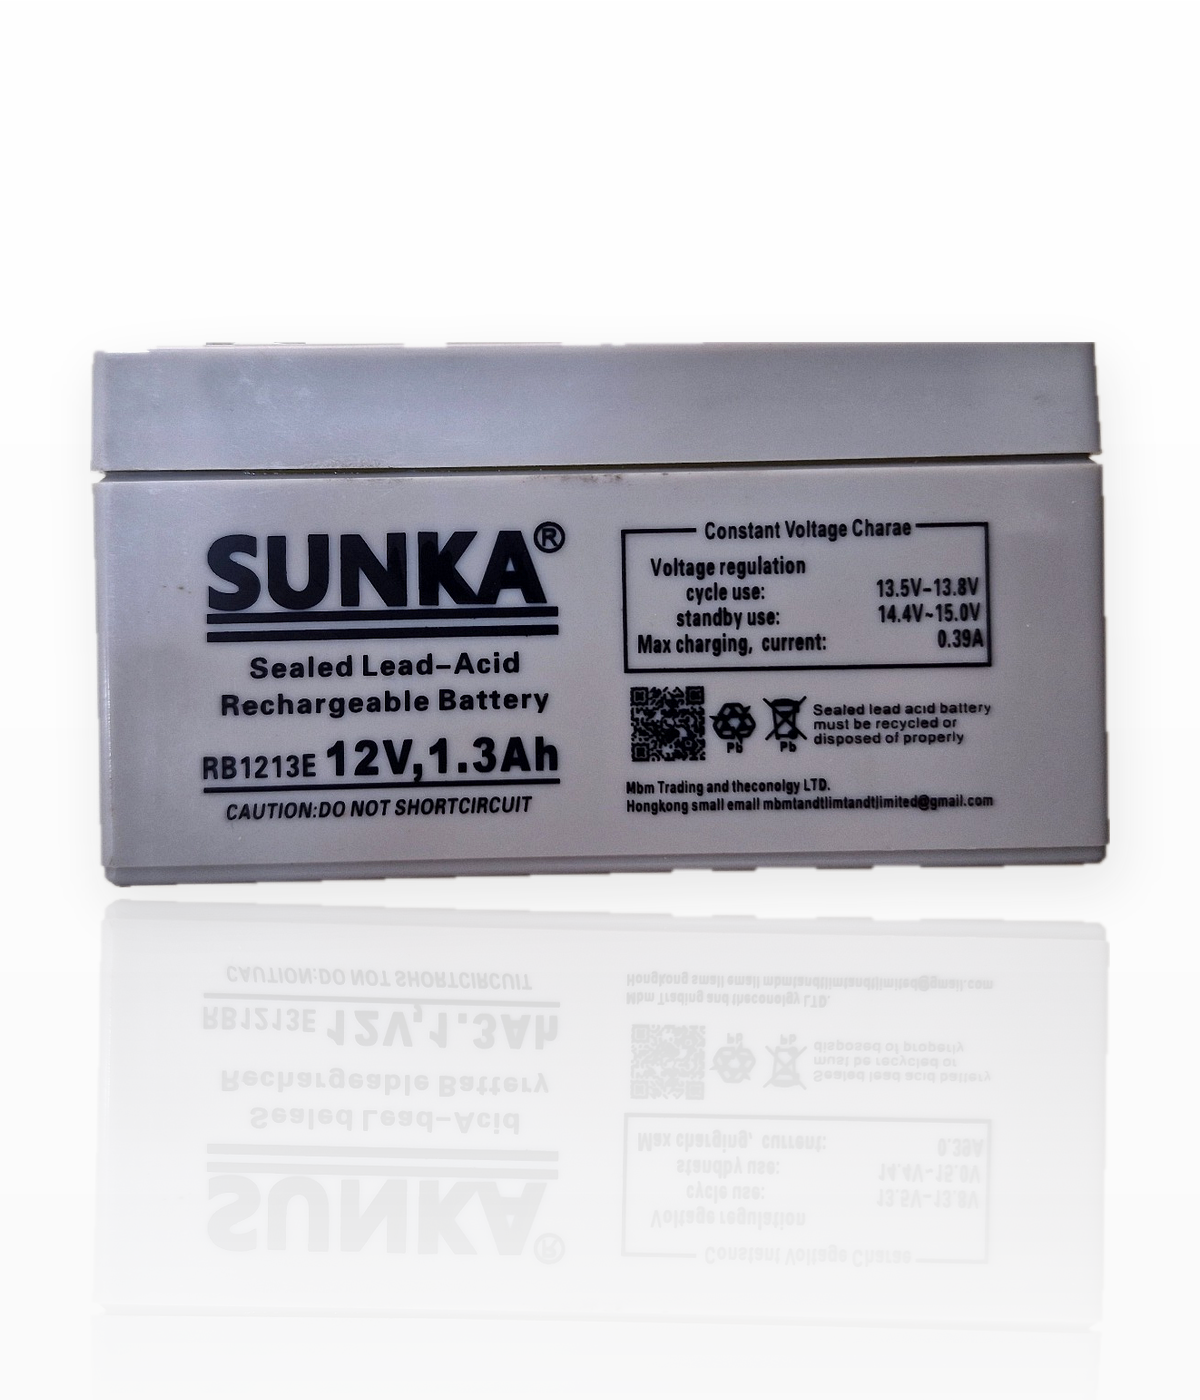 SUNKA®
Sealed Lead-Acid
Rechargeable Battery
RB1213E 12V,1.3Ah
CAUTION:DO NOT SHORTCIRCUIT
Constant Voltage Charae
Voltage regulation
cycle use: 13.5V-13.8V
standby use: 14.4V~15.0V
Max charging, current: 0.39A
Pb
Pb
Sealed lead acid battery
must be recycled or
disposed of properly
Mbm Trading and theconolgy LTD.
Hongkong small email mbmtandtlimtandtlimited@gmail.com